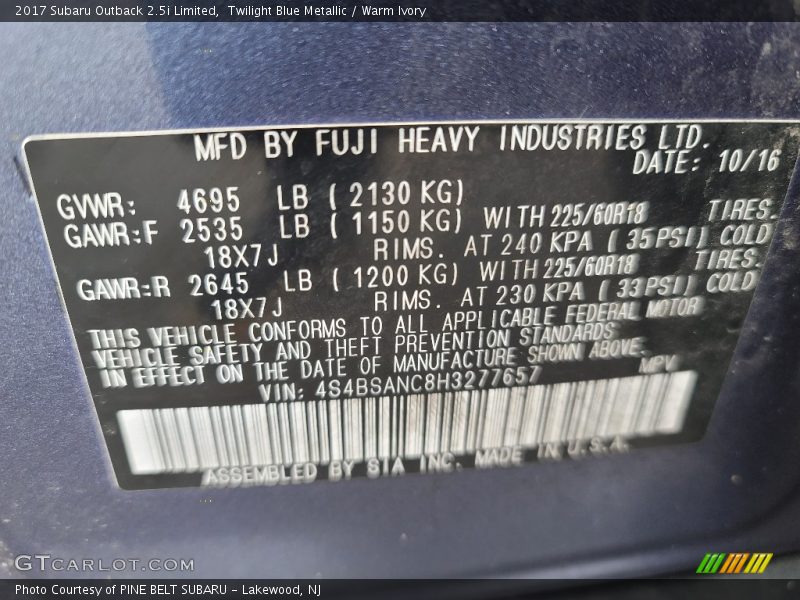 2017 Subaru Outback 2.5i Limited, Twilight Blue Metallic / Warm Ivory
MFD BY FUJI HEAVY INDUSTRIES LTD.
DATE: 10/16
GVWR: 4695 LB ( 2130 KG)
GAWR:F 2535 LB ( 1150 KG) WITH 225/60R18 TIRES.
18X7J RIMS. AT 240 KPA ( 35PSI) COLD
GAWR:R 2645 LB ( 1200 KG) WITH 225/60R18 TIRES.
18X7J RIMS. AT 230 KPA ( 33PSI) COLD
THIS VEHICLE CONFORMS TO ALL APPLICABLE FEDERAL MOTOR
VEHICLE SAFETY AND THEFT PREVENTION STANDARDS
IN EFFECT ON THE DATE OF MANUFACTURE SHOWN ABOVE.
VIN: 4S4BSANC8H3277657 MPV
ASSEMBLED BY SIA INC. MADE IN U.S.A.
GTCARLOT.COM
Photo Courtesy of PINE BELT SUBARU - Lakewood, NJ